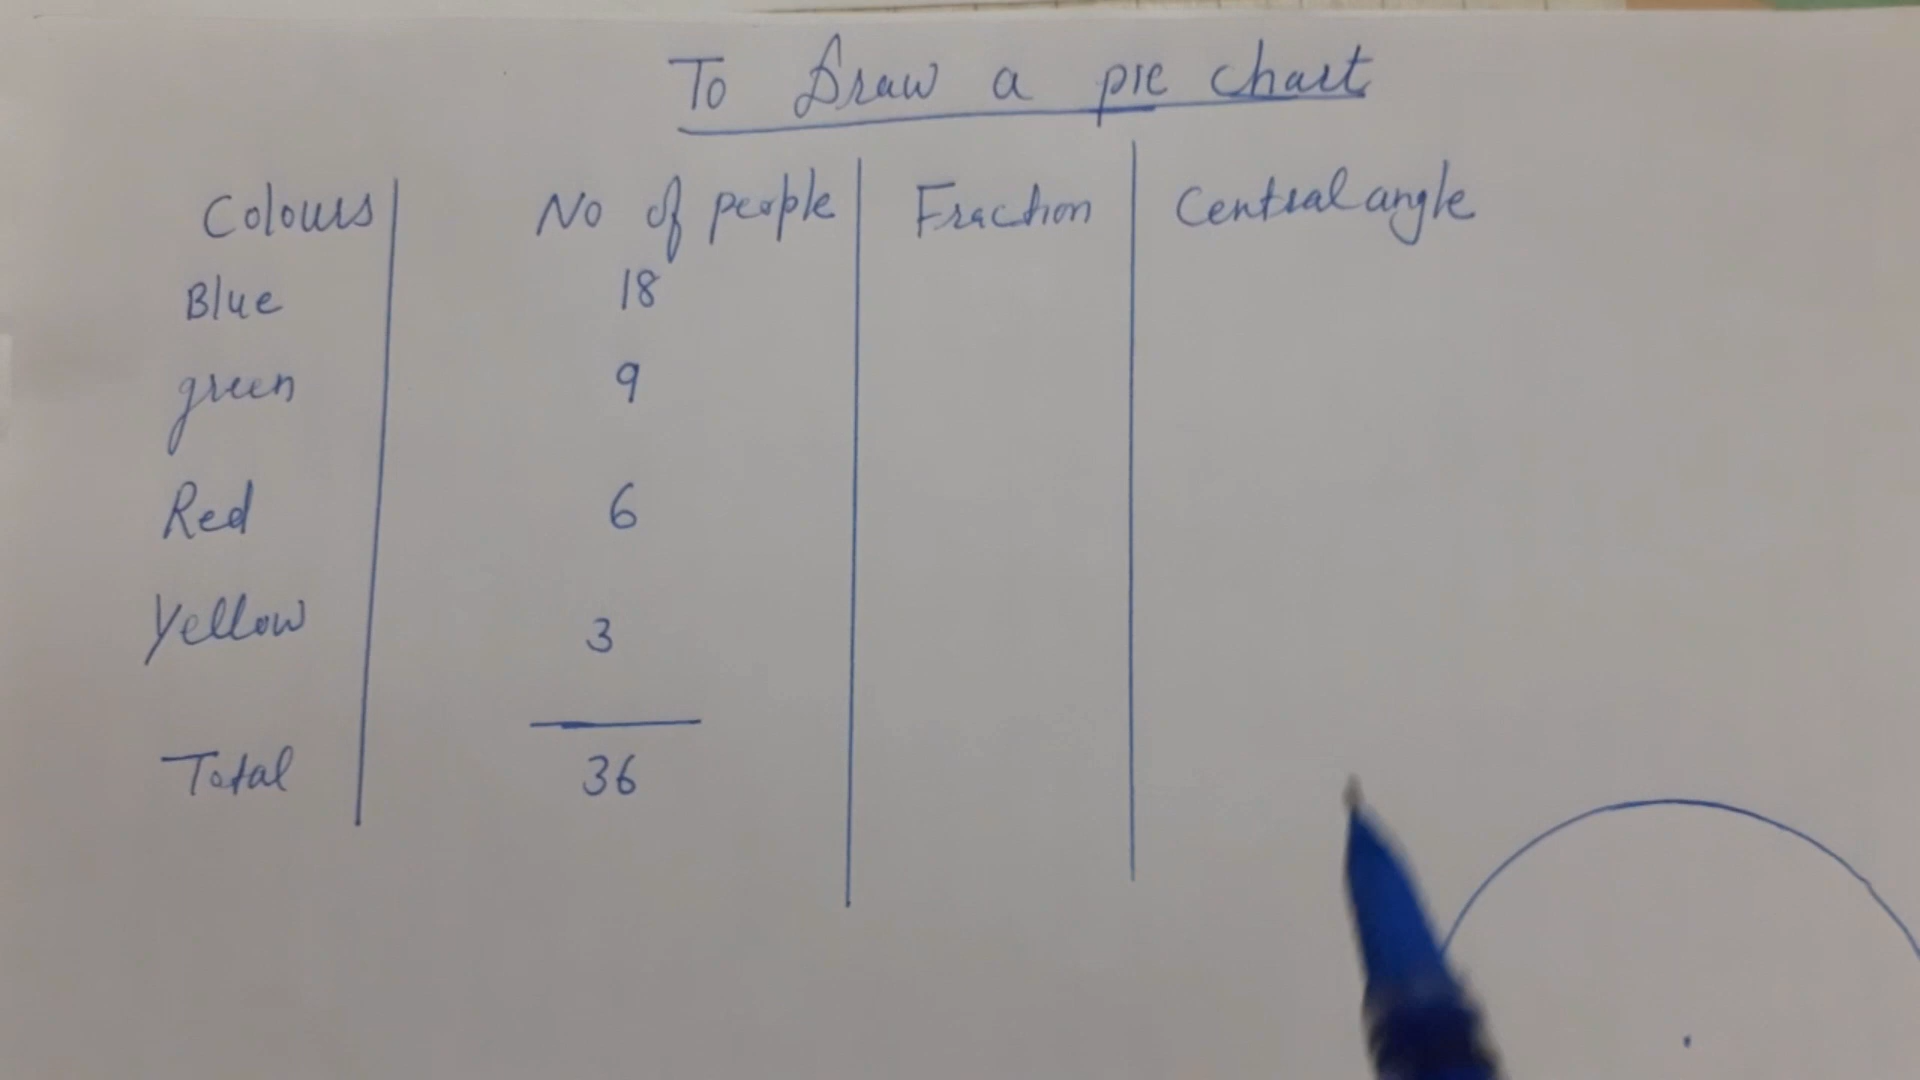 To Draw a pie chart
Colours No of people Fraction Central angle
Blue 18
green 9
Red 6
Yellow 3
Total 36